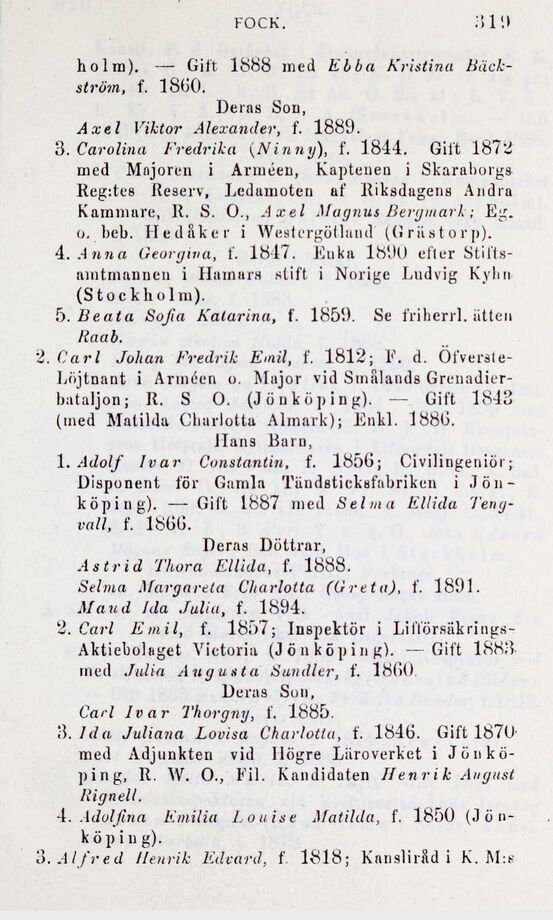 FOCK. 319
holm). — Gift 1888 med Ebba Kristina Bäck-
ström, f. 1860.
Deras Son,
Axel Viktor Alexander, f. 1889.
3. Carolina Fredrika (Ninny), f. 1844. Gift 1872
med Majoren i Arméen, Kaptenen i Skaraborgs
Reg:tes Reserv, Ledamoten af Riksdagens Andra
Kammare, R. S. O., Axel Magnus Bergmark; Eg.
o. beb. Hedåker i Westergötland (Grästorp).
4. Anna Georgina, f. 1847. Enka 1890 efter Stifts-
amtmannen i Hamars stift i Norige Ludvig Kyhn
(Stockholm).
5. Beata Sofia Katarina, f. 1859. Se friherrl. ätten
Raab.
2. Carl Johan Fredrik Emil, f. 1812; F. d. Öfverste-
Löjtnant i Arméen o. Major vid Smålands Grenadier-
bataljon; R. S O. (Jönköping). — Gift 1843
(med Matilda Charlotta Almark); Enkl. 1886.
Hans Barn,
1. Adolf Ivar Constantin, f. 1856; Civilingeniör;
Disponent för Gamla Tändsticksfabriken i Jön-
köping). — Gift 1887 med Selma Ellida Teng-
vall, f. 1866.
Deras Döttrar,
Astrid Thora Ellida, f. 1888.
Selma Margareta Charlotta (Greta), f. 1891.
Maud Ida Julia, f. 1894.
2. Carl Emil, f. 1857; Inspektör i Lifförsäkrings-
Aktiebolaget Victoria (Jönköping). — Gift 1883
med Julia Augusta Sundler, f. 1860.
Deras Son,
Carl Ivar Thorgny, f. 1885.
3. Ida Juliana Lovisa Charlotta, f. 1846. Gift 1870
med Adjunkten vid Högre Läroverket i Jönkö-
ping, R. W. O., Fil. Kandidaten Henrik August
Rignell.
4. Adolfina Emilia Louise Matilda, f. 1850 (Jön-
köping).
3. Alfred Henrik Edvard, f 1818; Kansliråd i K. M:s